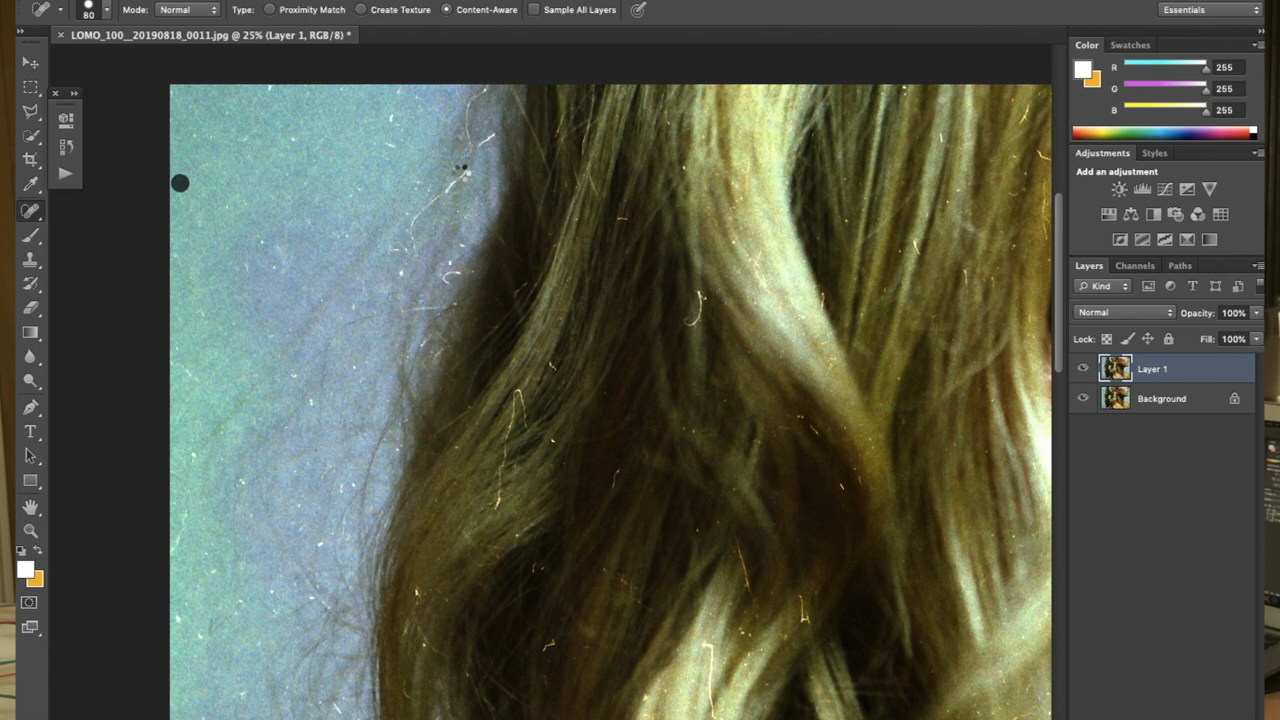 80 Mode: Normal Type: Proximity Match Create Texture Content-Aware Sample All Layers Essentials
LOMO_100__20190818_0011.jpg @ 25% (Layer 1, RGB/8) *
Color Swatches
R 255
G 255
B 255
Adjustments Styles
Add an adjustment
Layers Channels Paths
Kind T
Normal Opacity: 100%
Lock: Fill: 100%
Layer 1
Background
T